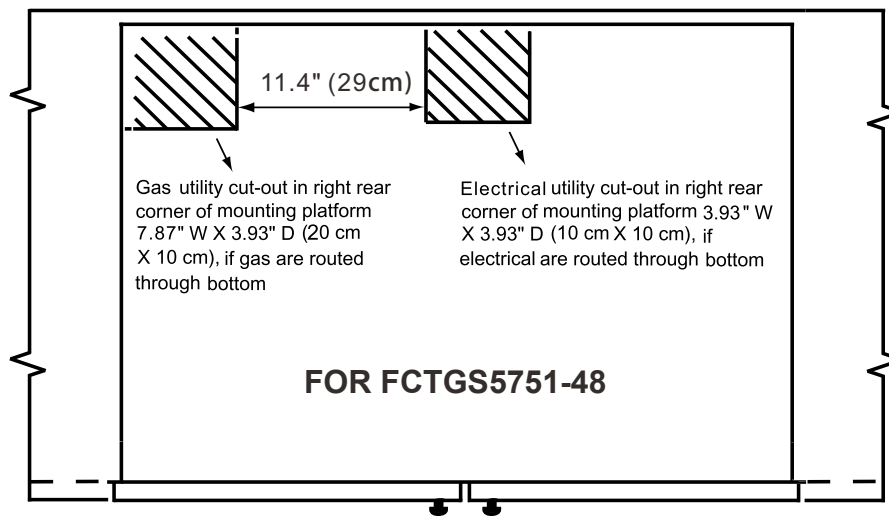 11.4" (29cm)
Gas utility cut-out in right rear
corner of mounting platform
7.87" W X 3.93" D (20 cm
X 10 cm), if gas are routed
through bottom
Electrical utility cut-out in right rear
corner of mounting platform 3.93" W
X 3.93" D (10 cm X 10 cm), if
electrical are routed through bottom
FOR FCTGS5751-48